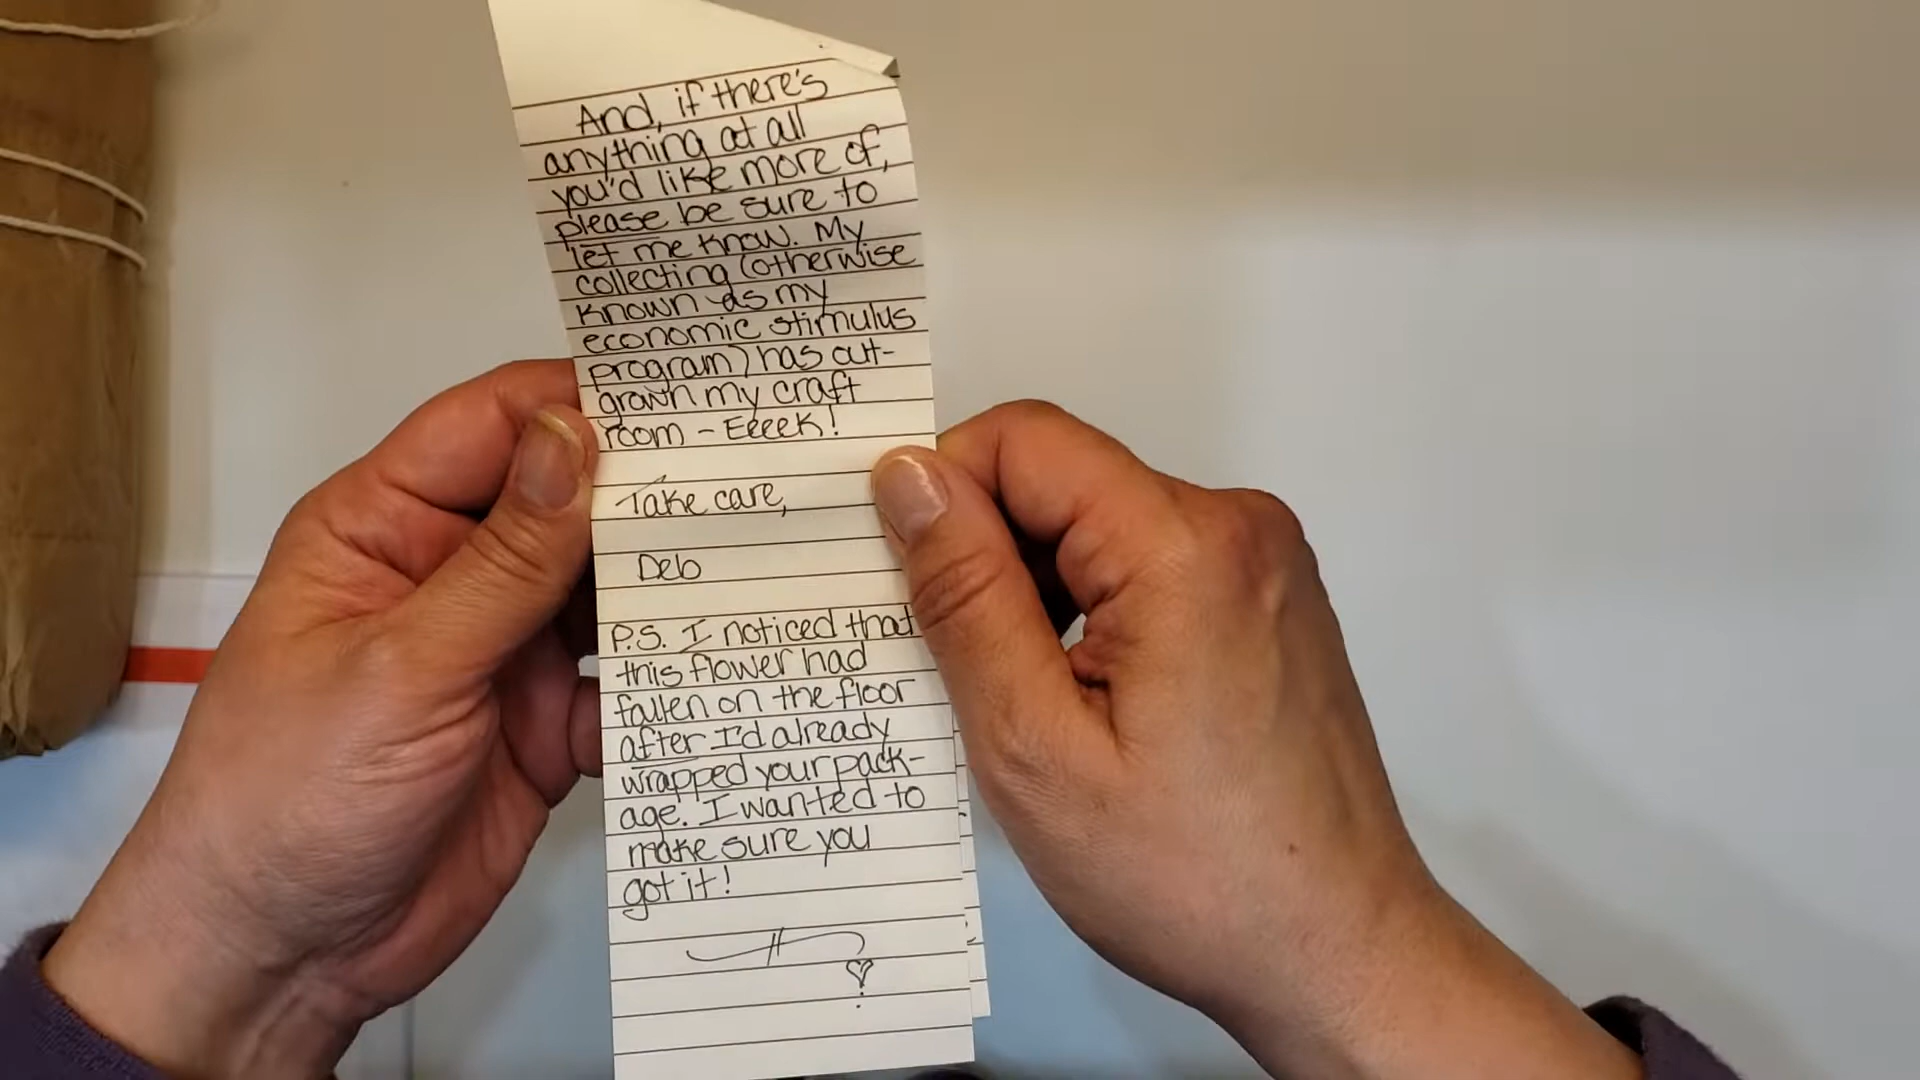 And, if there's
anything at all
you'd like more of,
please be sure to
let me know. My
collecting (otherwise
known as my
economic stimulus
program) has out-
grown my craft
room - Eeeek!
Take care,
Deb
P.S. I noticed that
this flower had
fallen on the floor
after I'd already
wrapped your pack-
age. I wanted to
make sure you
got it!